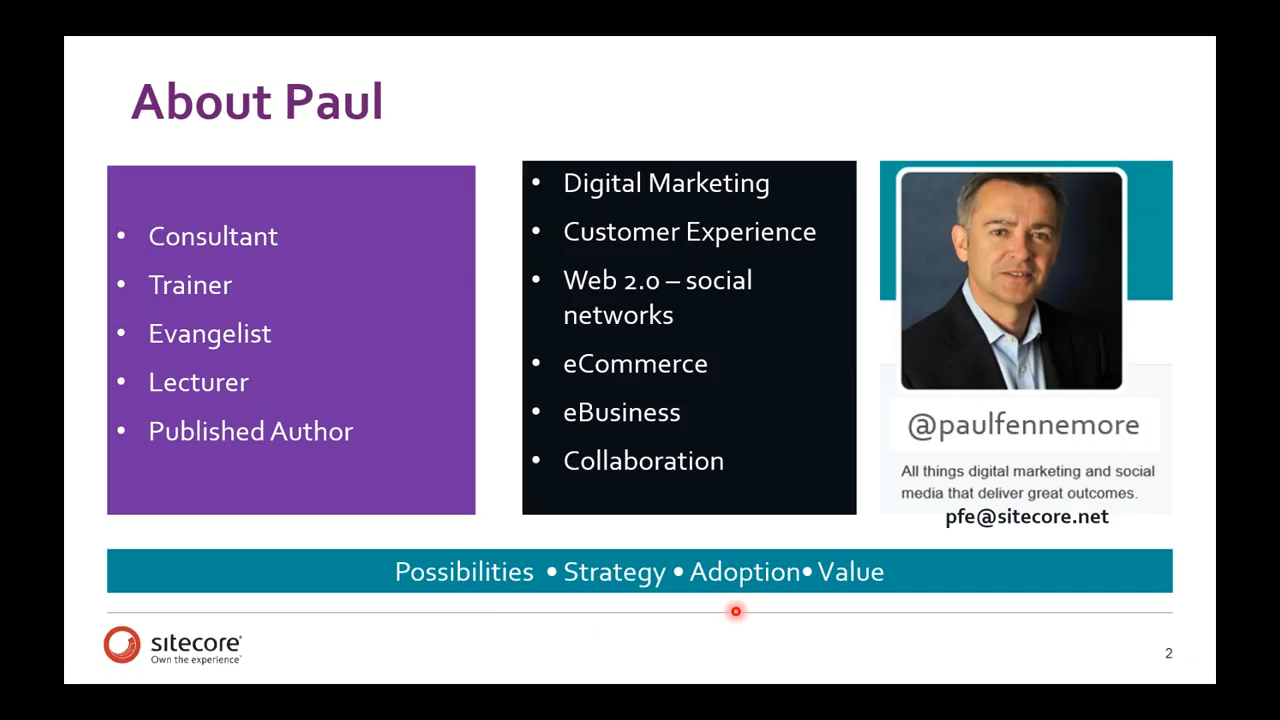 About Paul
• Consultant
• Trainer
• Evangelist
• Lecturer
• Published Author
• Digital Marketing
• Customer Experience
• Web 2.0 – social
networks
• eCommerce
• eBusiness
• Collaboration
@paulfennemore
All things digital marketing and social
media that deliver great outcomes.
pfe@sitecore.net
Possibilities • Strategy • Adoption• Value
sitecore®
Own the experience™
2